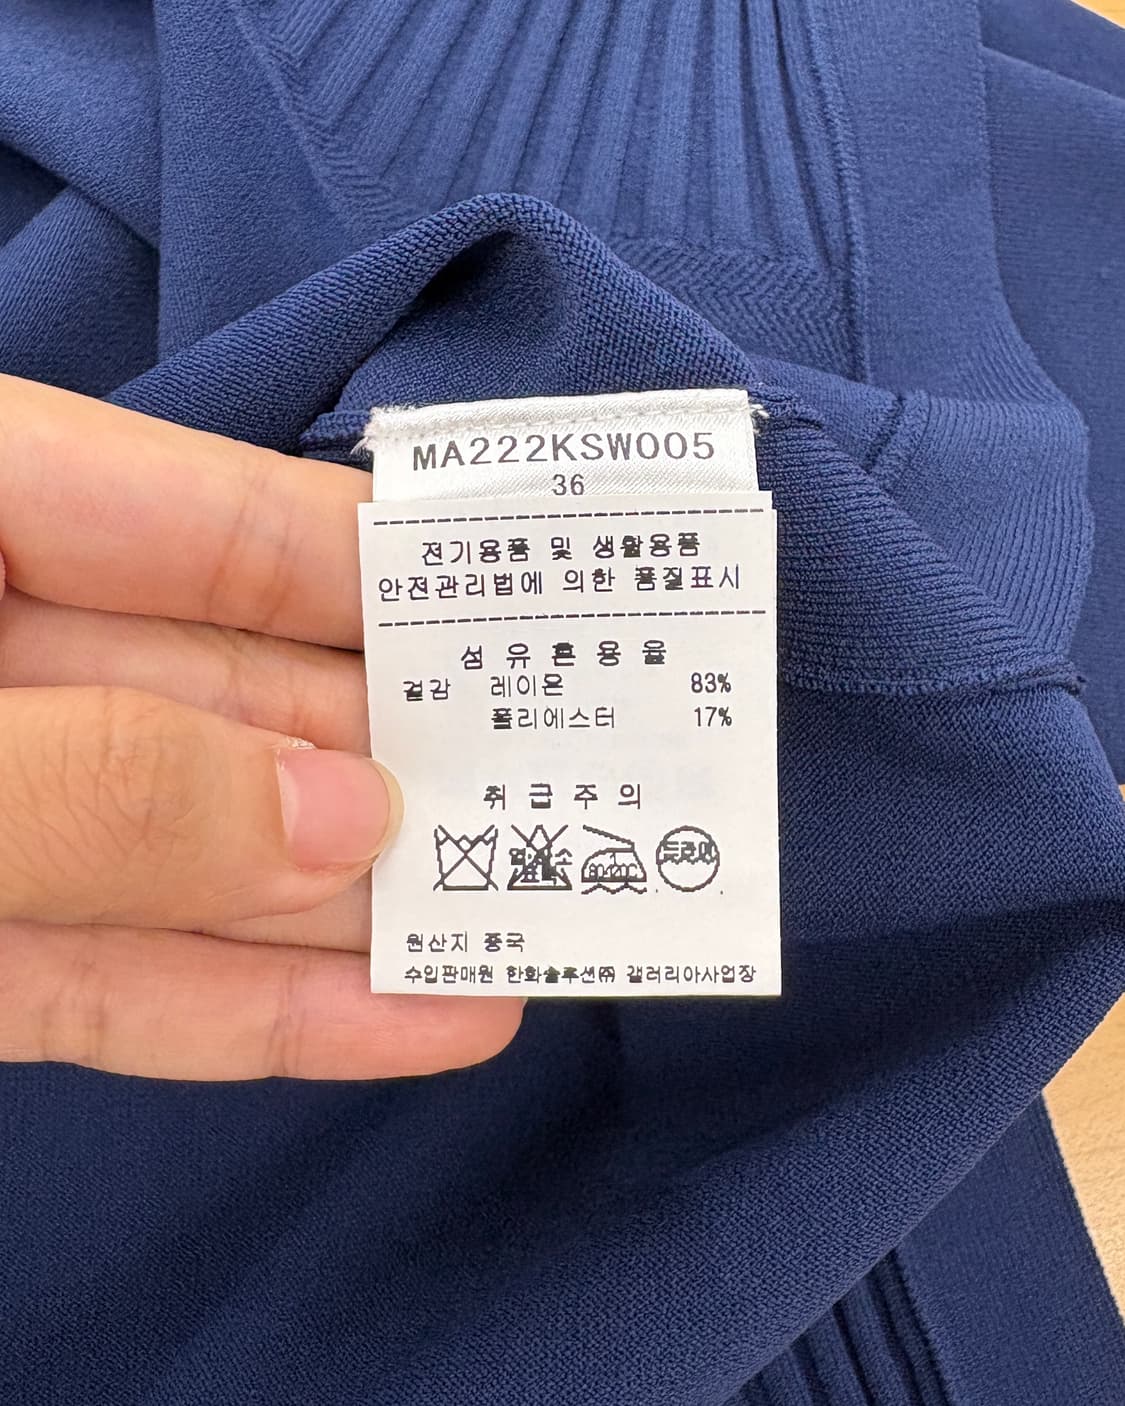 MA222KSW005
36
전기용품 및 생활용품
안전관리법에 의한 품질표시
섬유혼용율
겉감 레이온 83%
폴리에스터 17%
취급주의
80-120C 드라이
원산지 중국
수입판매원 한화솔루션㈜ 갤러리아사업장